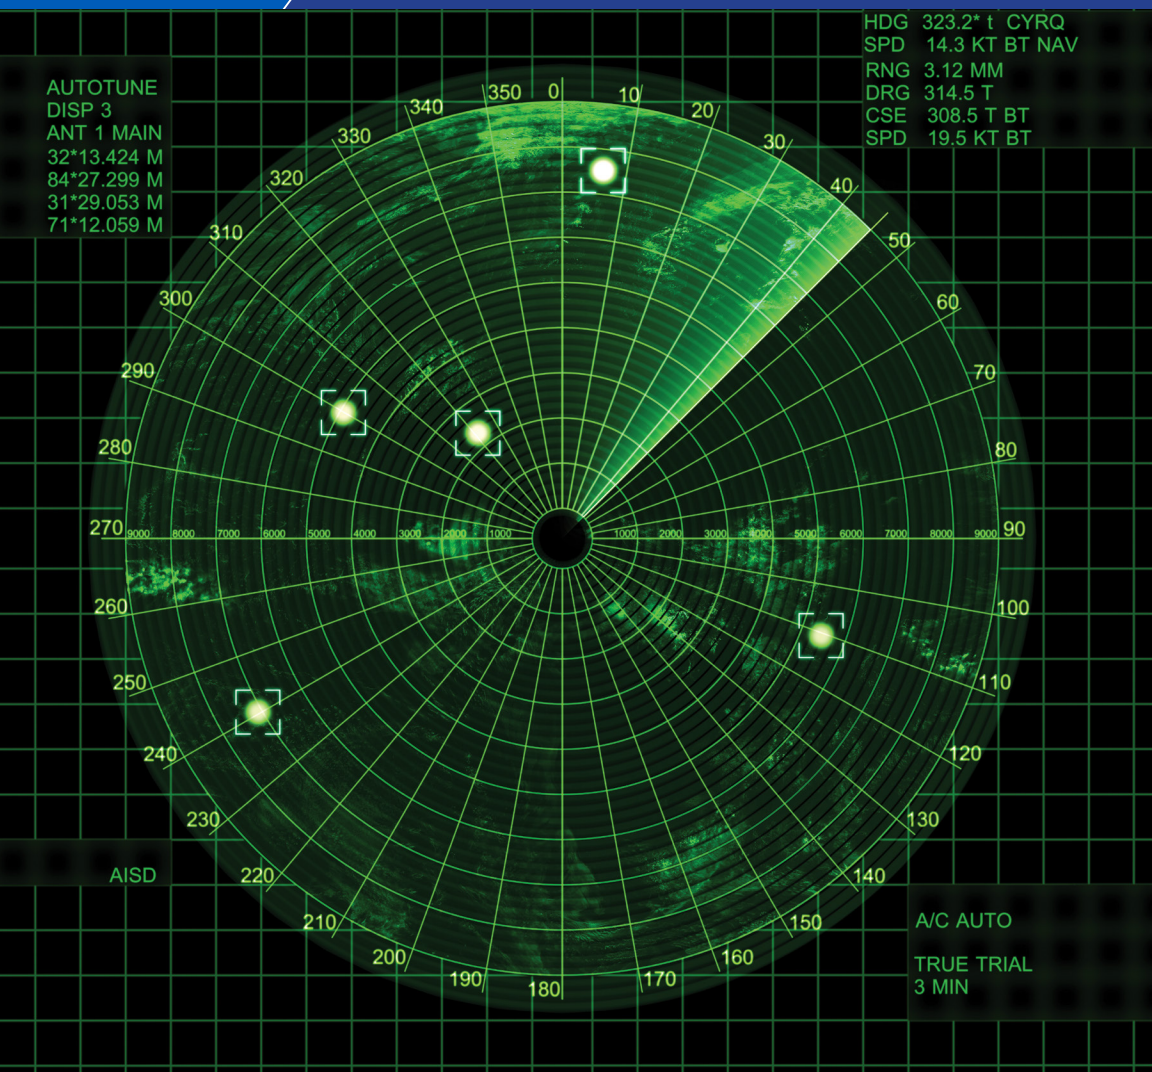 HDG 323.2* t CYRQ
SPD 14.3 KT BT NAV
RNG 3.12 MM
DRG 314.5 T
CSE 308.5 T BT
SPD 19.5 KT BT
AUTOTUNE
DISP 3
ANT 1 MAIN
32*13.424 M
84*27.299 M
31*29.053 M
71*12.059 M
350 0 10
340 20
330 30
320 40
310 50
300 60
290 70
280 80
270 9000 8000 7000 6000 5000 4000 3000 2000 1000 1000 2000 3000 4000 5000 6000 7000 8000 9000 90
260 100
250 110
240 120
230 130
220 140
210 150
200 160
190 180 170
AISD
A/C AUTO
TRUE TRIAL
3 MIN